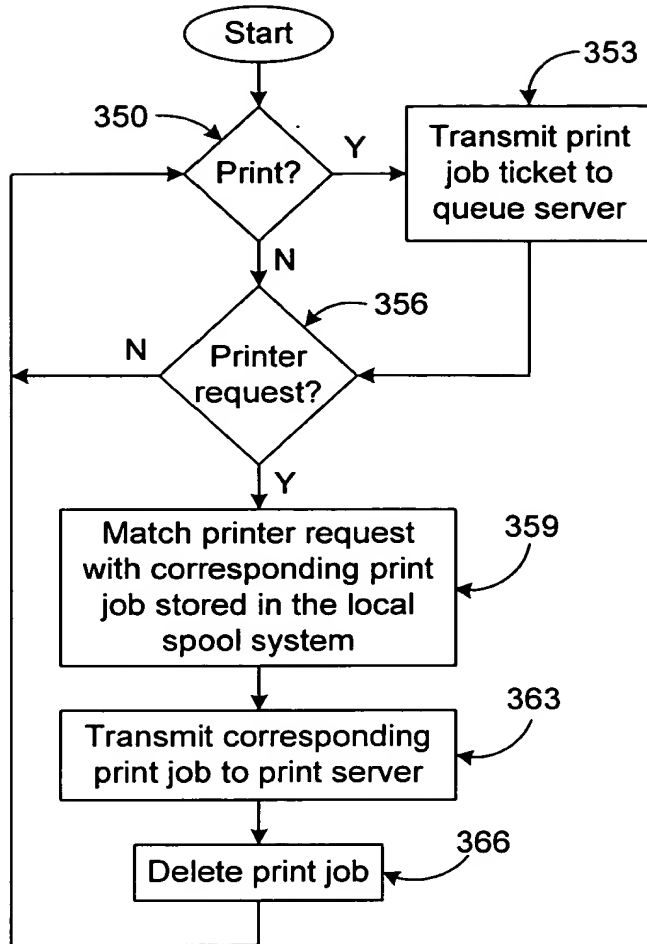 Start
350
353
Print?
Y
Transmit print
job ticket to
queue server
N
356
N
Printer
request?
Y
Match printer request
with corresponding print
job stored in the local
spool system
359
Transmit corresponding
print job to print server
363
Delete print job
366